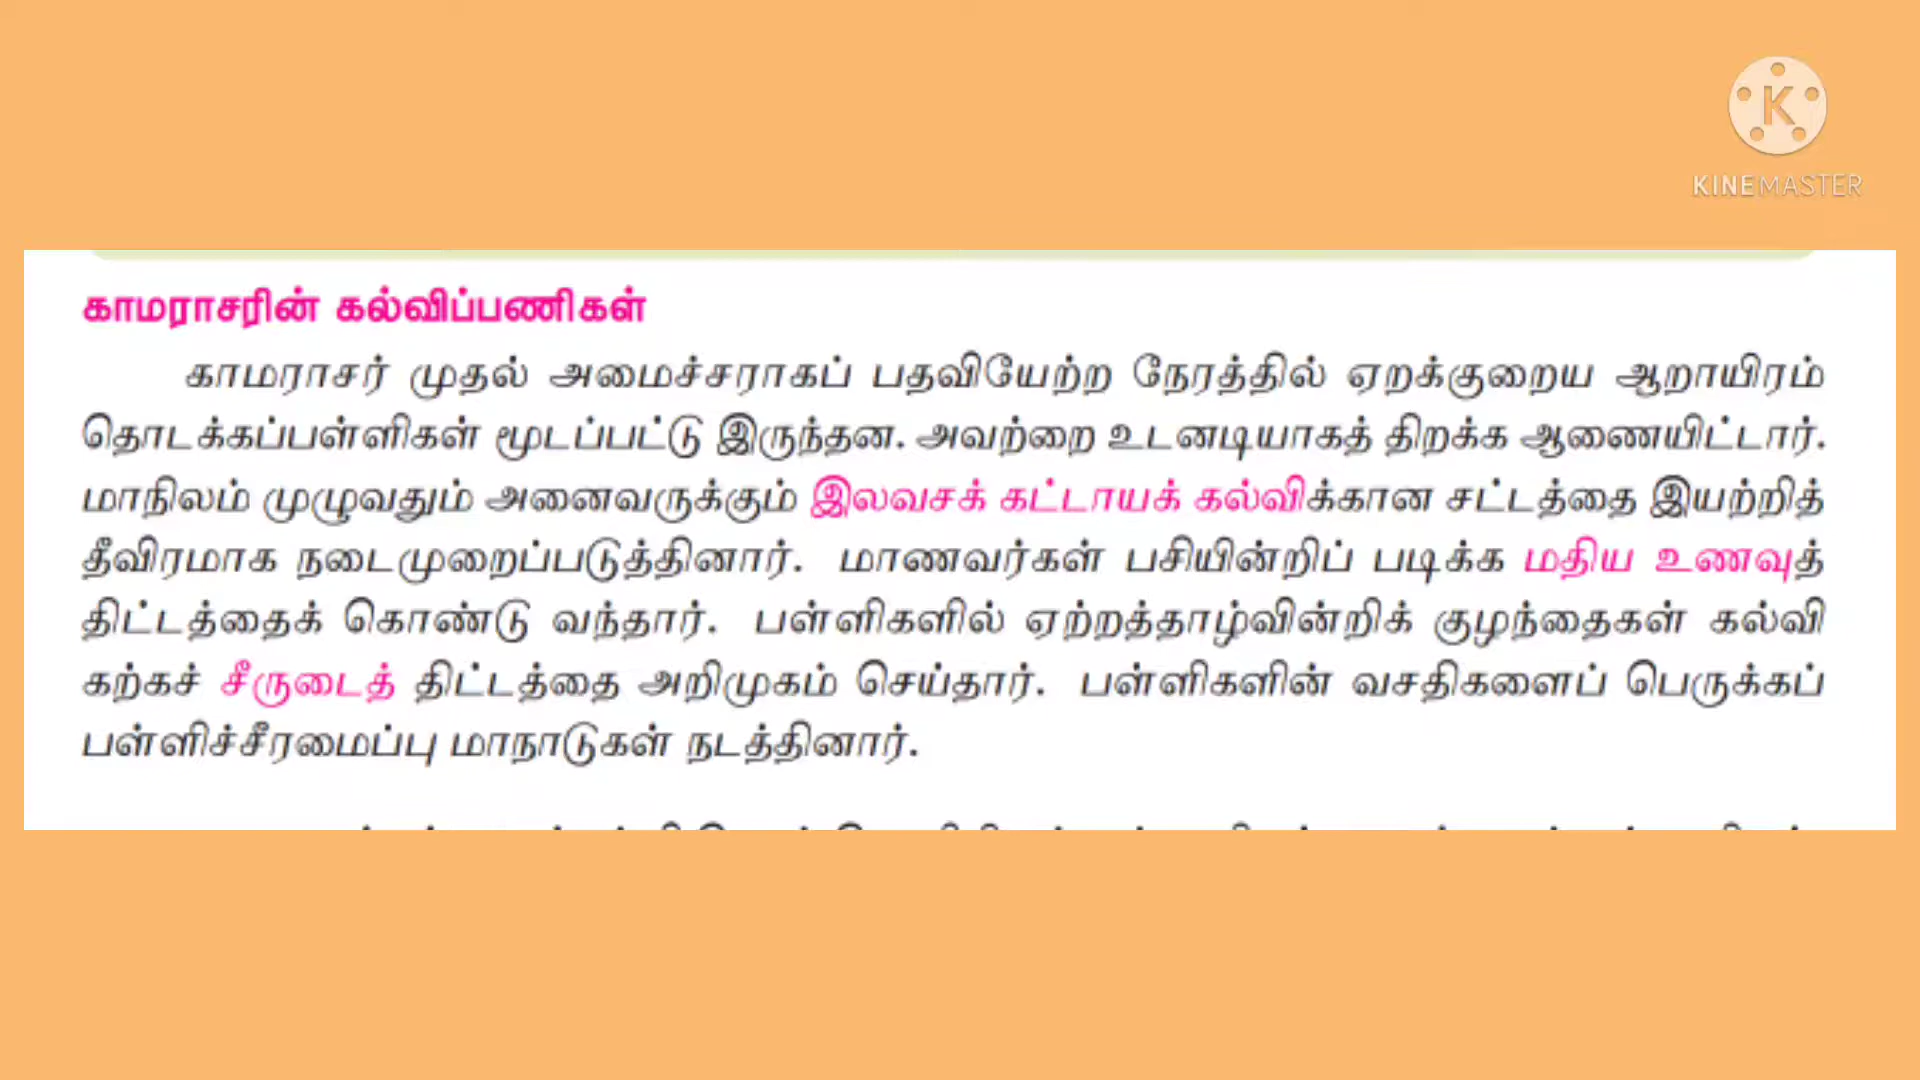 KINEMASTER
காமராசரின் கல்விப்பணிகள்
காமராசர் முதல் அமைச்சராகப் பதவியேற்ற நேரத்தில் ஏறக்குறைய ஆறாயிரம்
தொடக்கப்பள்ளிகள் மூடப்பட்டு இருந்தன. அவற்றை உடனடியாகத் திறக்க ஆணையிட்டார்.
மாநிலம் முழுவதும் அனைவருக்கும் இலவசக் கட்டாயக் கல்விக்கான சட்டத்தை இயற்றித்
தீவிரமாக நடைமுறைப்படுத்தினார். மாணவர்கள் பசியின்றிப் படிக்க மதிய உணவுத்
திட்டத்தைக் கொண்டு வந்தார். பள்ளிகளில் ஏற்றத்தாழ்வின்றிக் குழந்தைகள் கல்வி
கற்கச் சீருடைத் திட்டத்தை அறிமுகம் செய்தார். பள்ளிகளின் வசதிகளைப் பெருக்கப்
பள்ளிச்சீரமைப்பு மாநாடுகள் நடத்தினார்.